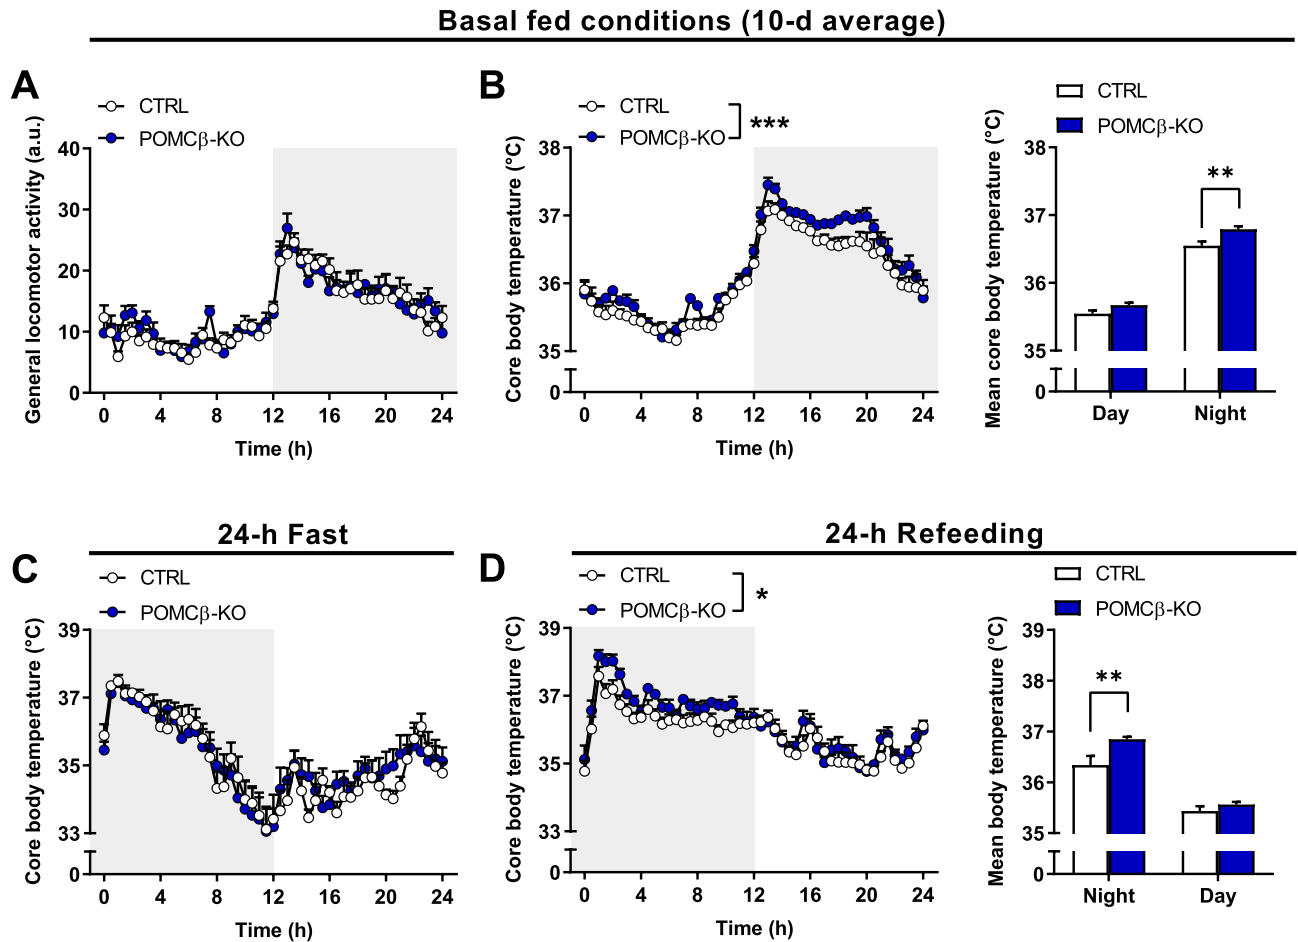 Basal fed conditions (10-d average)
A
CTRL
POMCβ-KO
General locomotor activity (a.u.)
40
30
20
10
0
0 4 8 12 16 20 24
Time (h)
B
CTRL
POMCβ-KO
***
Core body temperature (°C)
38
37
36
35
0
0 4 8 12 16 20 24
Time (h)
CTRL
POMCβ-KO
Mean core body temperature (°C)
38
37
36
35
0
**
Day Night
24-h Fast
C
CTRL
POMCβ-KO
Core body temperature (°C)
39
37
35
33
0
0 4 8 12 16 20 24
Time (h)
24-h Refeeding
D
CTRL
POMCβ-KO
*
Core body temperature (°C)
39
37
35
33
0
0 4 8 12 16 20 24
Time (h)
CTRL
POMCβ-KO
Mean body temperature (°C)
39
38
37
36
35
0
**
Night Day